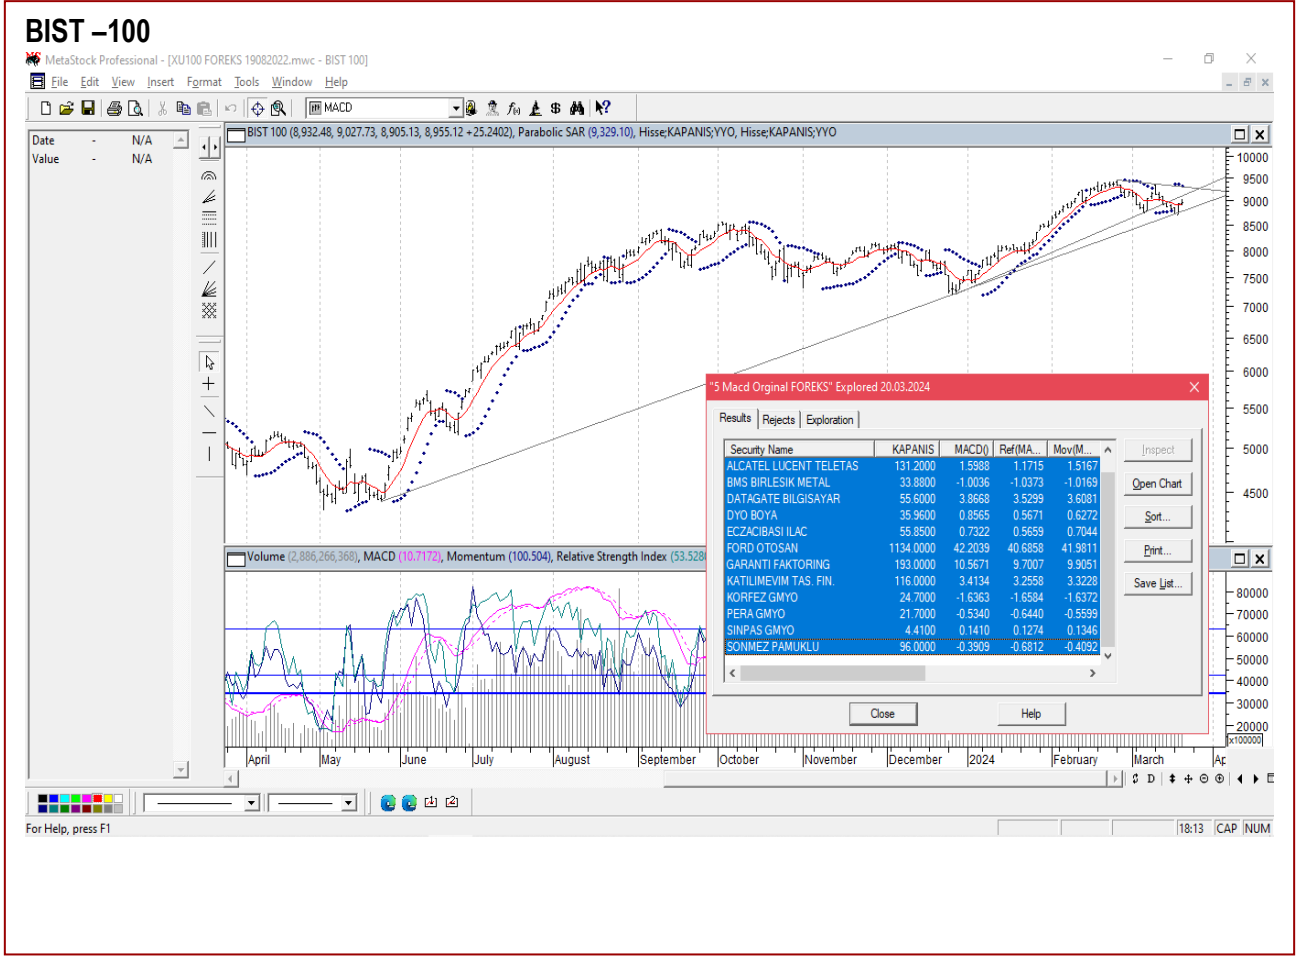 BIST –100
MetaStock Professional - [XU100 FOREKS 19082022.mwc - BIST 100]
File Edit View Insert Format Tools Window Help
MACD
Date - N/A
Value - N/A
BIST 100 (8,932.48, 9,027.73, 8,905.13, 8,955.12 +25.2402), Parabolic SAR (9,329.10), Hisse;KAPANIS;YYO, Hisse;KAPANIS;YYO
10000
9500
9000
8500
8000
7500
7000
6500
6000
5500
5000
4500
"5 Macd Orginal FOREKS" Explored 20.03.2024
Results Rejects Exploration
Security Name KAPANIS MACD() Ref(MA... Mov(M...
ALCATEL LUCENT TELETAS 131.2000 1.5988 1.1715 1.5167
BMS BIRLESIK METAL 33.8800 -1.0036 -1.0373 -1.0169
DATAGATE BILGISAYAR 55.6000 3.8668 3.5299 3.6081
DYO BOYA 35.9600 0.8565 0.5671 0.6272
ECZACIBASI ILAC 55.8500 0.7322 0.5659 0.7044
FORD OTOSAN 1134.0000 42.2039 40.6858 41.9811
GARANTI FAKTORING 193.0000 10.5671 9.7007 9.9051
KATILIMEVIM TAS. FIN. 116.0000 3.4134 3.2558 3.3228
KORFEZ GMYO 24.7000 -1.6363 -1.6584 -1.6372
PERA GMYO 21.7000 -0.5340 -0.6440 -0.5599
SINPAS GMYO 4.4100 0.1410 0.1274 0.1346
SONMEZ PAMUKLU 96.0000 -0.3909 -0.6812 -0.4092
Inspect
Open Chart
Sort...
Print...
Save List...
Close Help
Volume (2,886,266,368), MACD (10.7172), Momentum (100.504), Relative Strength Index (53.528
80000
70000
60000
50000
40000
30000
20000
x100000
April May June July August September October November December 2024 February March Ap
D
For Help, press F1
18:13 CAP NUM